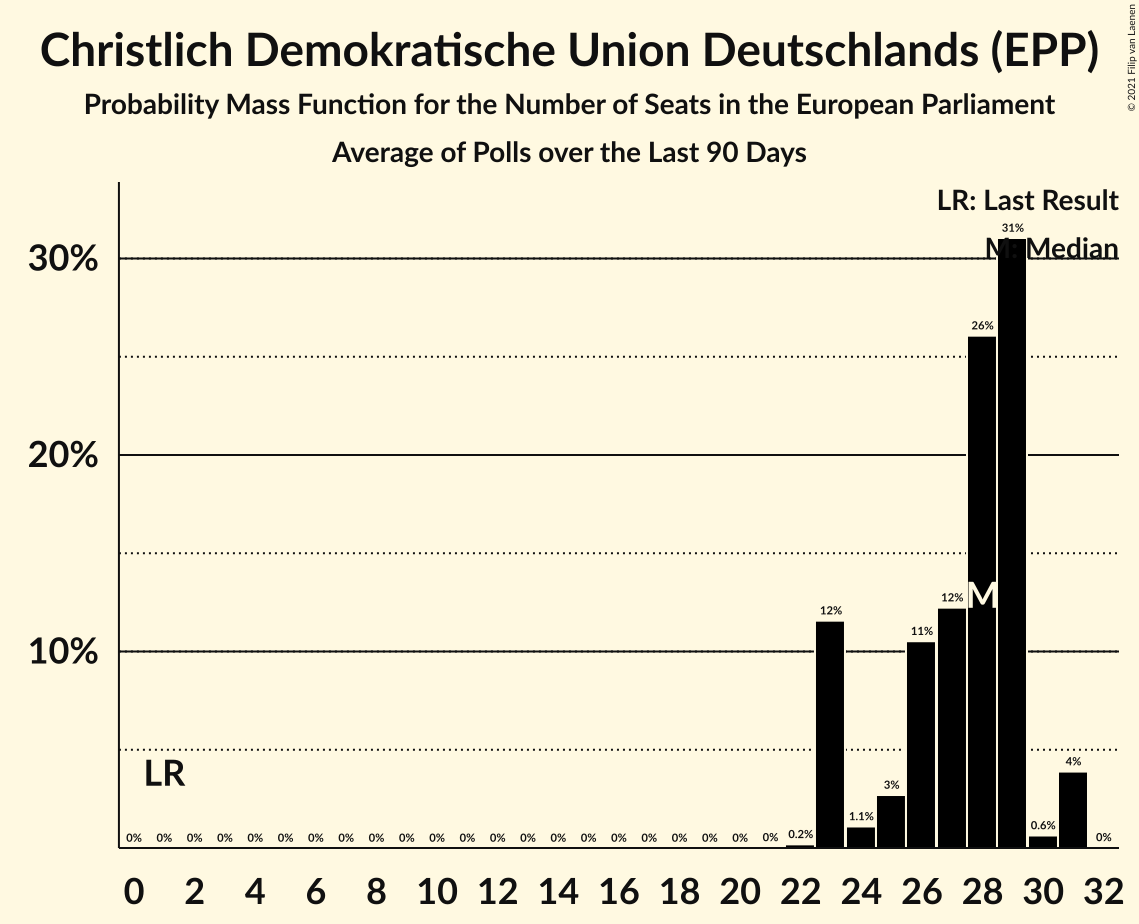 © 2021 Filip van Laenen
Christlich Demokratische Union Deutschlands (EPP)
Probability Mass Function for the Number of Seats in the European Parliament
Average of Polls over the Last 90 Days
LR: Last Result
M: Median
30%
20%
10%
LR
M
0% 0% 0% 0% 0% 0% 0% 0% 0% 0% 0% 0% 0% 0% 0% 0% 0% 0% 0% 0% 0% 0% 0.2% 12% 1.1% 3% 11% 12% 26% 31% 0.6% 4% 0%
0 2 4 6 8 10 12 14 16 18 20 22 24 26 28 30 32